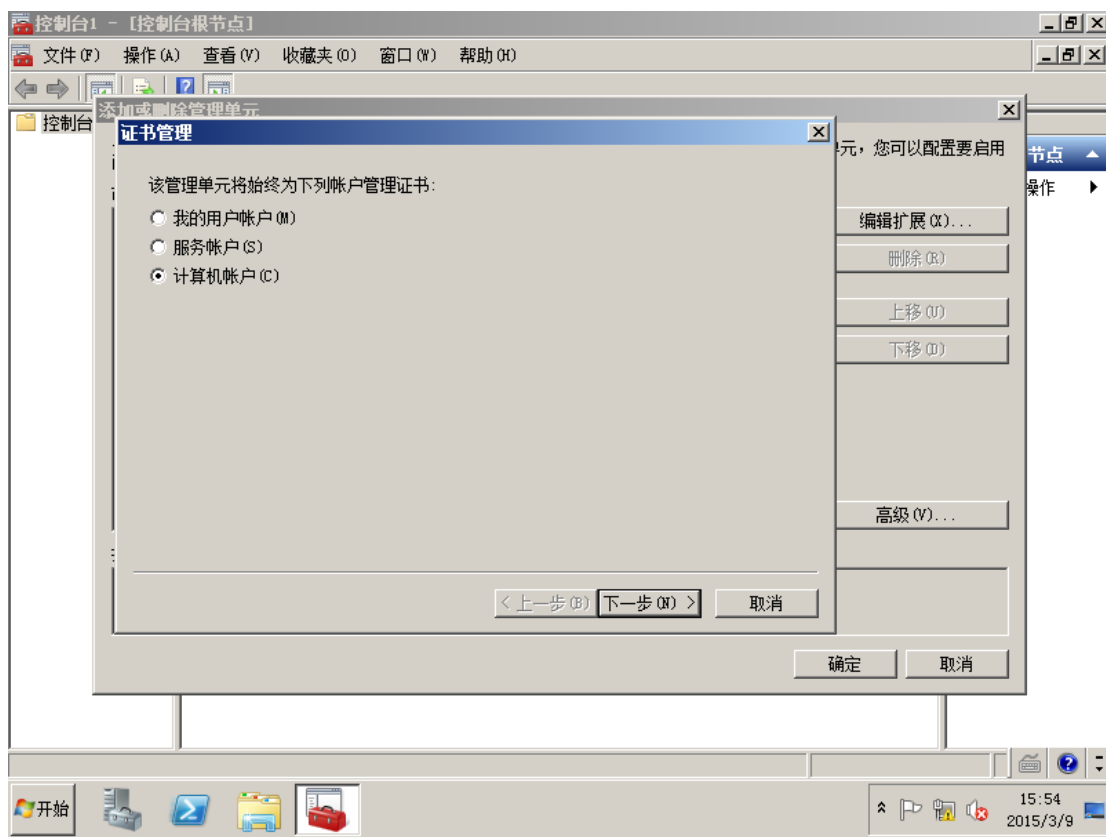 控制台1 - [控制台根节点]
文件(F) 操作(A) 查看(V) 收藏夹(O) 窗口(W) 帮助(H)
控制台
添加或删除管理单元
证书管理
元，您可以配置要启用
节点
操作
该管理单元将始终为下列帐户管理证书:
我的用户帐户(M)
服务帐户(S)
计算机帐户(C)
编辑扩展(X)...
删除(R)
上移(U)
下移(D)
高级(V)...
< 上一步(B) 下一步(N) > 取消
确定 取消
开始
15:54
2015/3/9